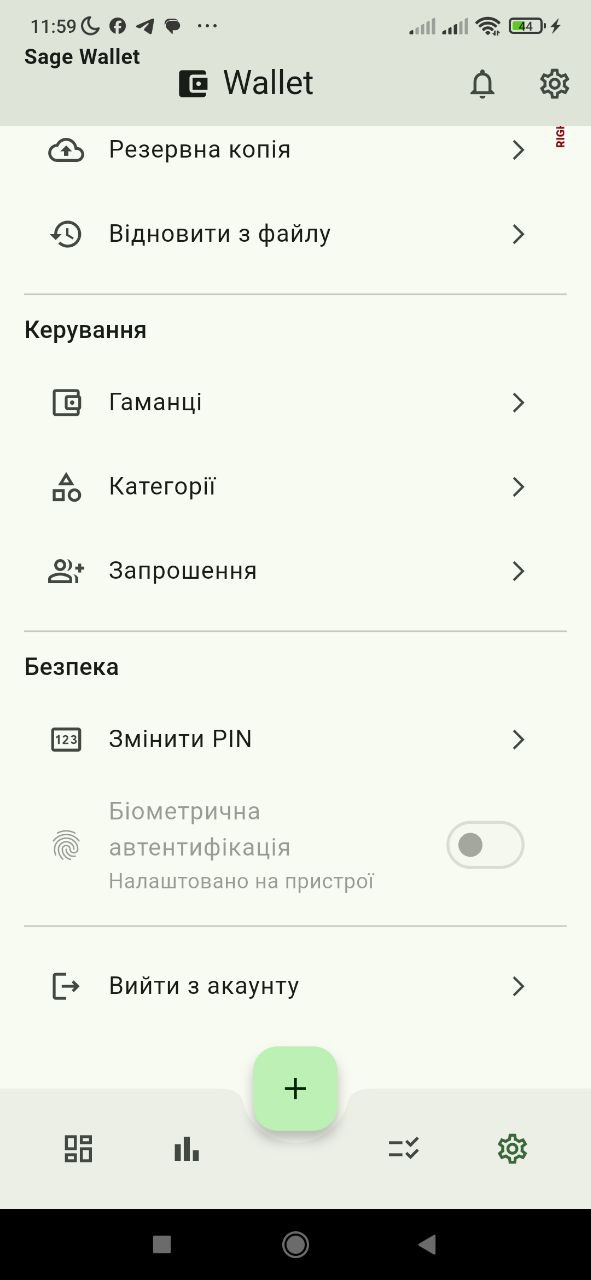 11:59
44
Sage Wallet
Wallet
Резервна копія
Відновити з файлу
Керування
Гаманці
Категорії
Запрошення
Безпека
123
Змінити PIN
Біометрична
автентифікація
Налаштовано на пристрої
Вийти з акаунту